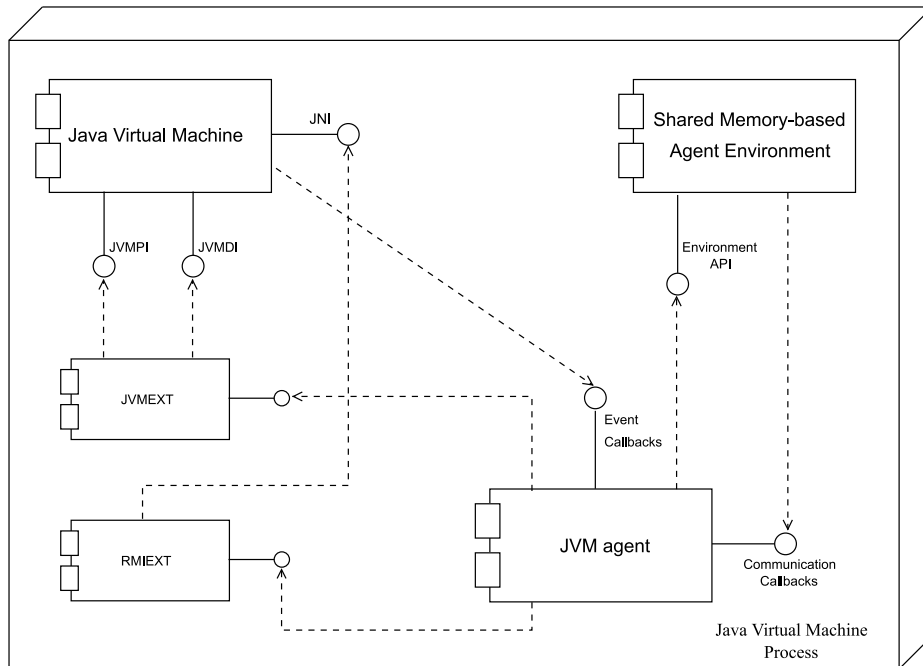 JNI
Java Virtual Machine
Shared Memory-based
Agent Environment
JVMPI
JVMDI
Environment
API
JVMEXT
Event
Callbacks
RMIEXT
JVM agent
Communication
Callbacks
Java Virtual Machine
Process